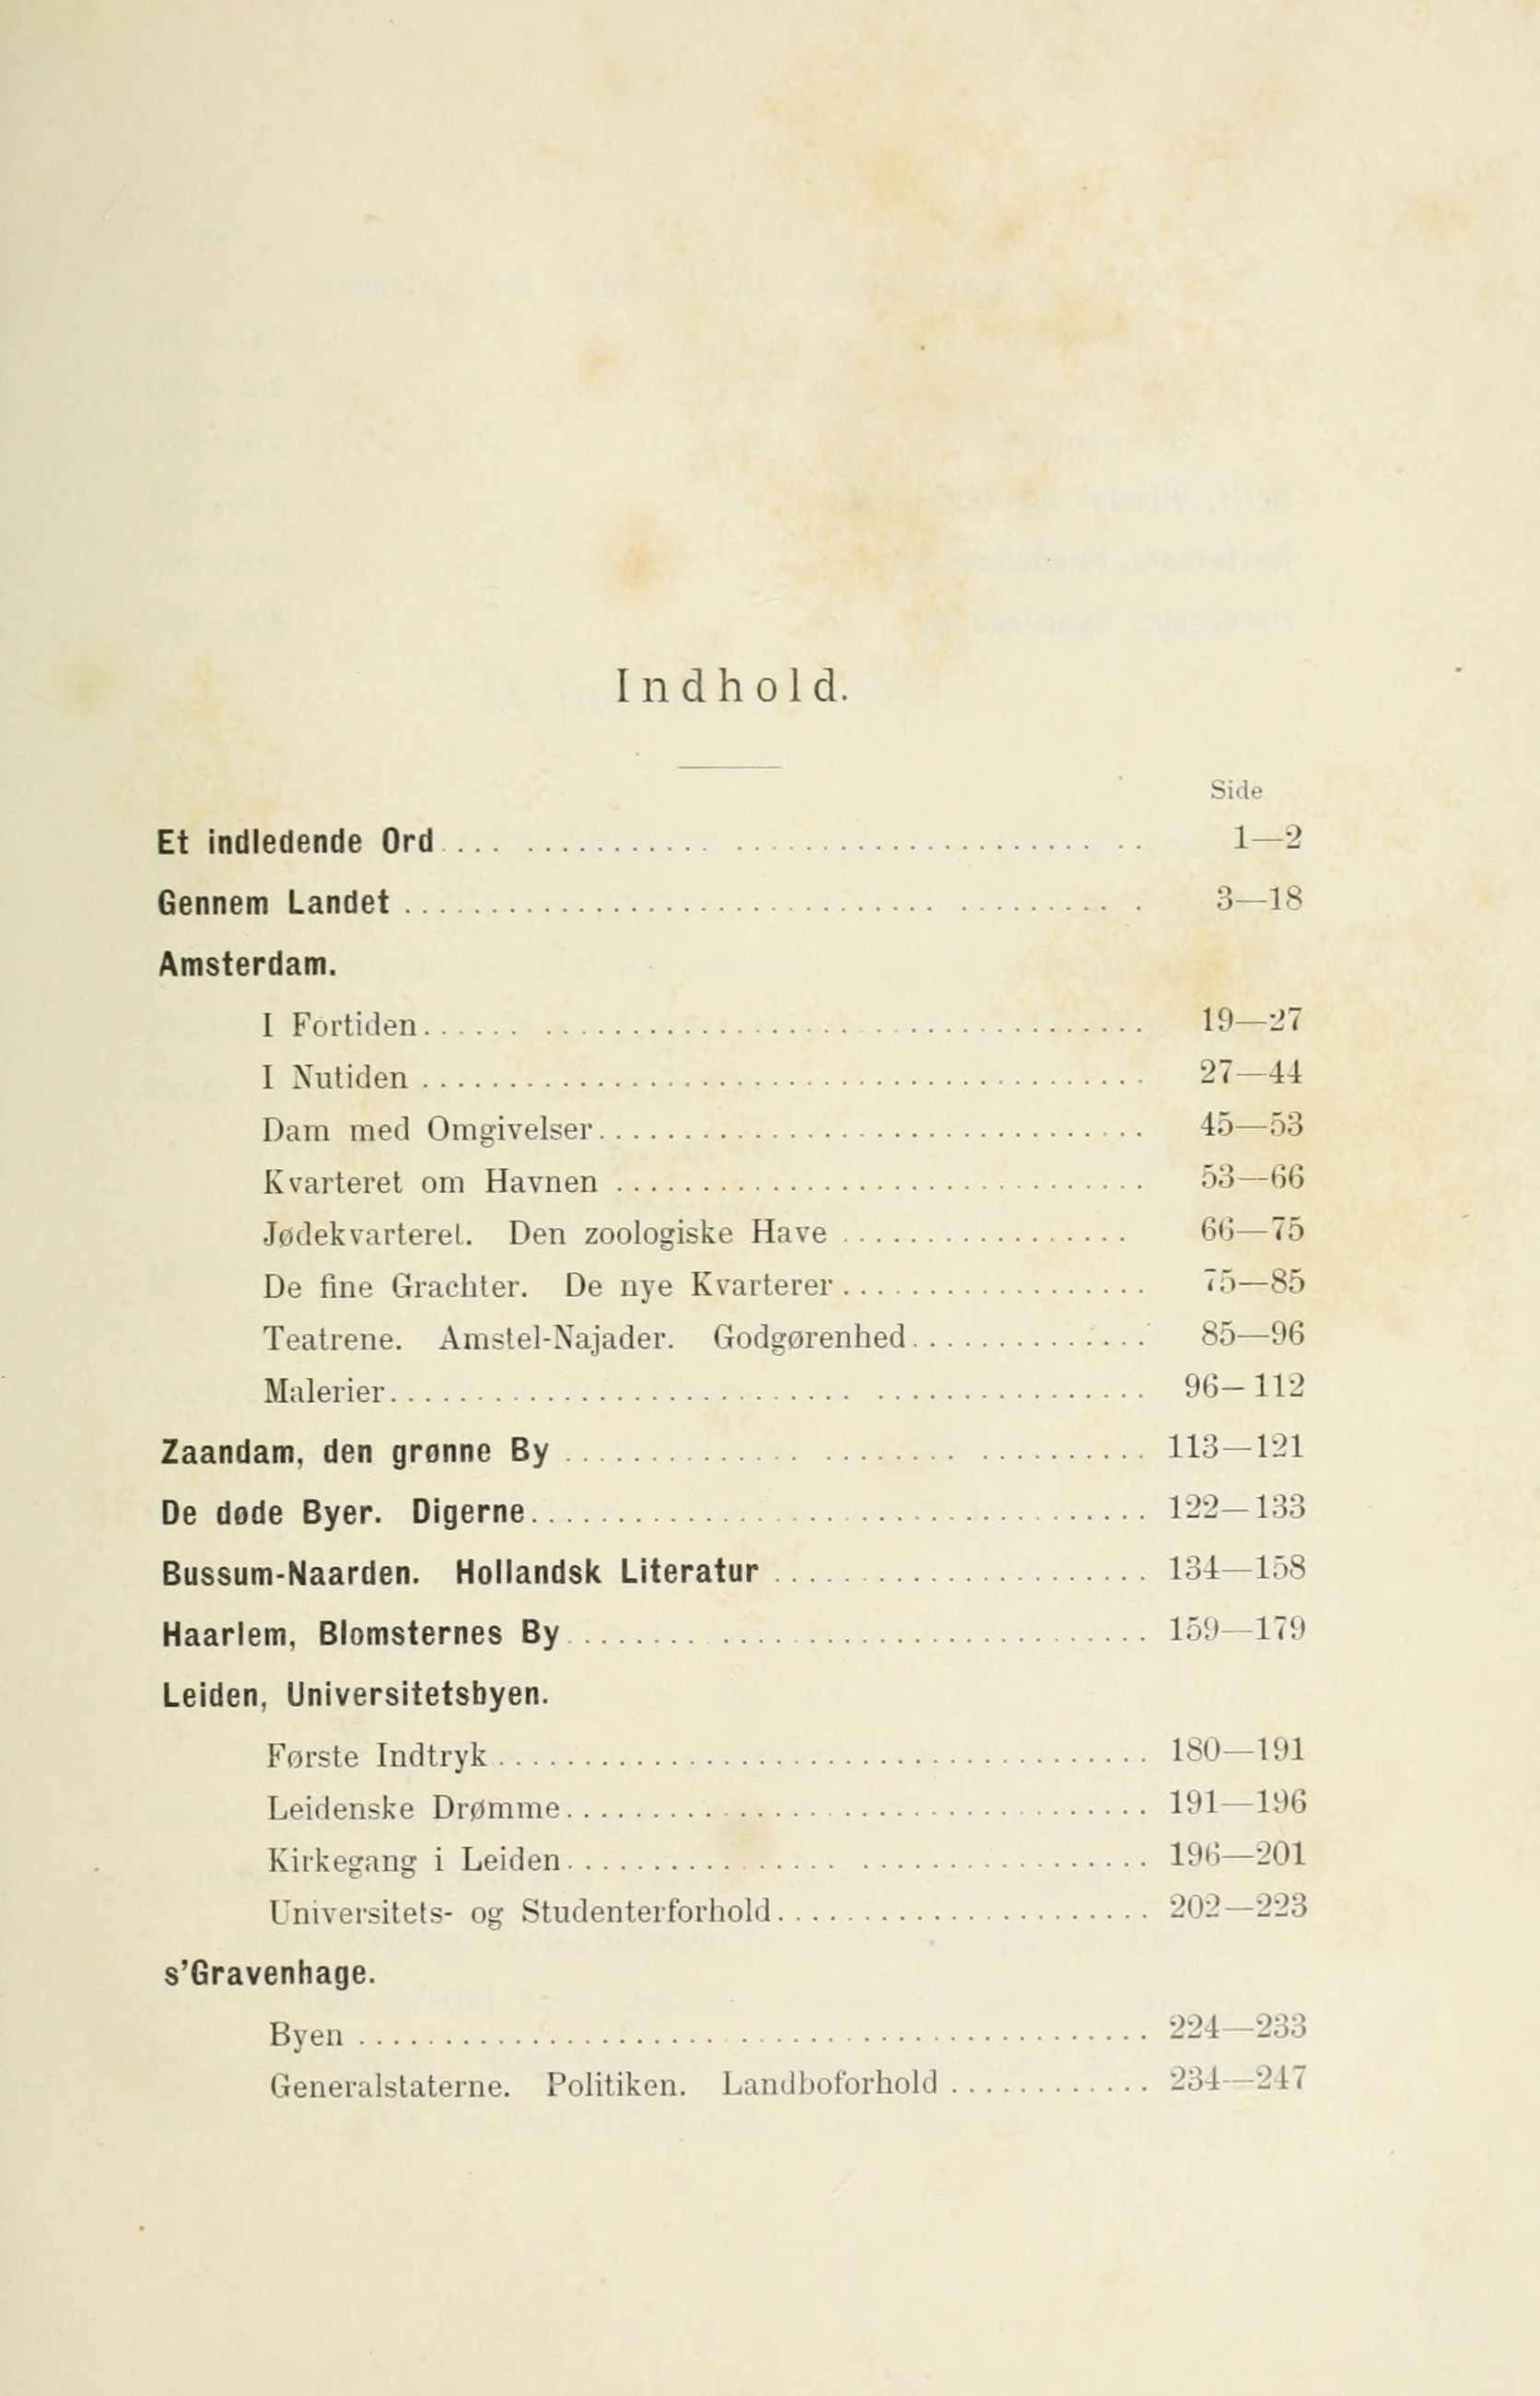 Indhold.
Side
Et indledende Ord .... .......... .................... .. 1—2
Gennem Landet ............................... ......... . 3—18
Amsterdam.
I Fortiden...... ................................... 19—27
I Nutiden .......................................... 27—44
Dam med Omgivelser................................ 45—53
Kvarteret om Havnen ............................... 53—66
Jødekvarteret. Den zoologiske Have ................. 66—75
De fine Grachter. De nye Kvarterer.................. 75—85
Teatrene. Amstel-Najader. Godgørenhed.............. 85—96
Malerier............................ ................ 96—112
Zaandam, den grønne By .............. ........ .......... 113—121
De døde Byer. Digerne.................................... 122—133
Bussum-Naarden. Hollandsk Literatur ...................... 134—158
Haarlem, Blomsternes By........ ......................... 159—179
Leiden, Universitetsbyen.
Første Indtryk...................................... 180—191
Leidenske Drømme.................................. 191—196
Kirkegang i Leiden................ ................. 196—201
Universitets- og Studenterforhold...................... 202—223
s'Gravenhage.
Byen .............................................. 224—233
Generalstaterne. Politiken. Landboforhold ............ 234—247